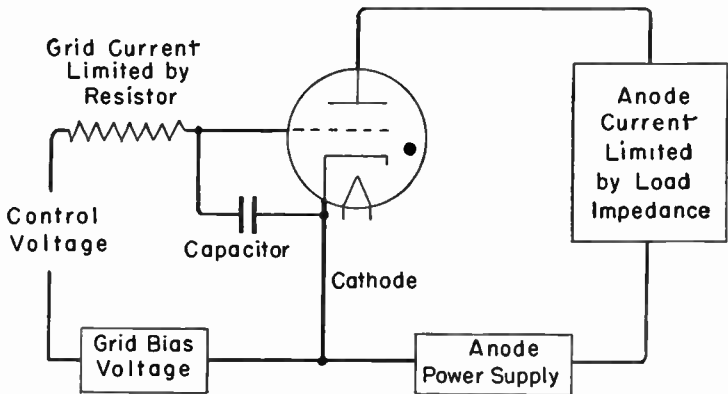 Grid Current
Limited by
Resistor
Anode
Current
Limited
by Load
Impedance
Control
Voltage
Capacitor
Cathode
Grid Bias
Voltage
Anode
Power Supply